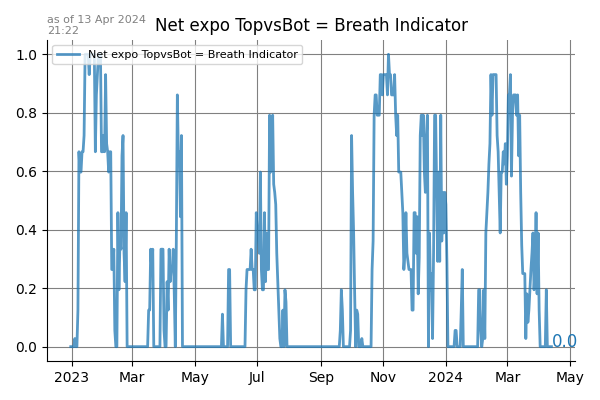 as of 13 Apr 2024
21:22
Net expo TopvsBot = Breath Indicator
Net expo TopvsBot = Breath Indicator
1.0
0.8
0.6
0.4
0.2
0.0
0.0
2023
Mar
May
Jul
Sep
Nov
2024
Mar
May